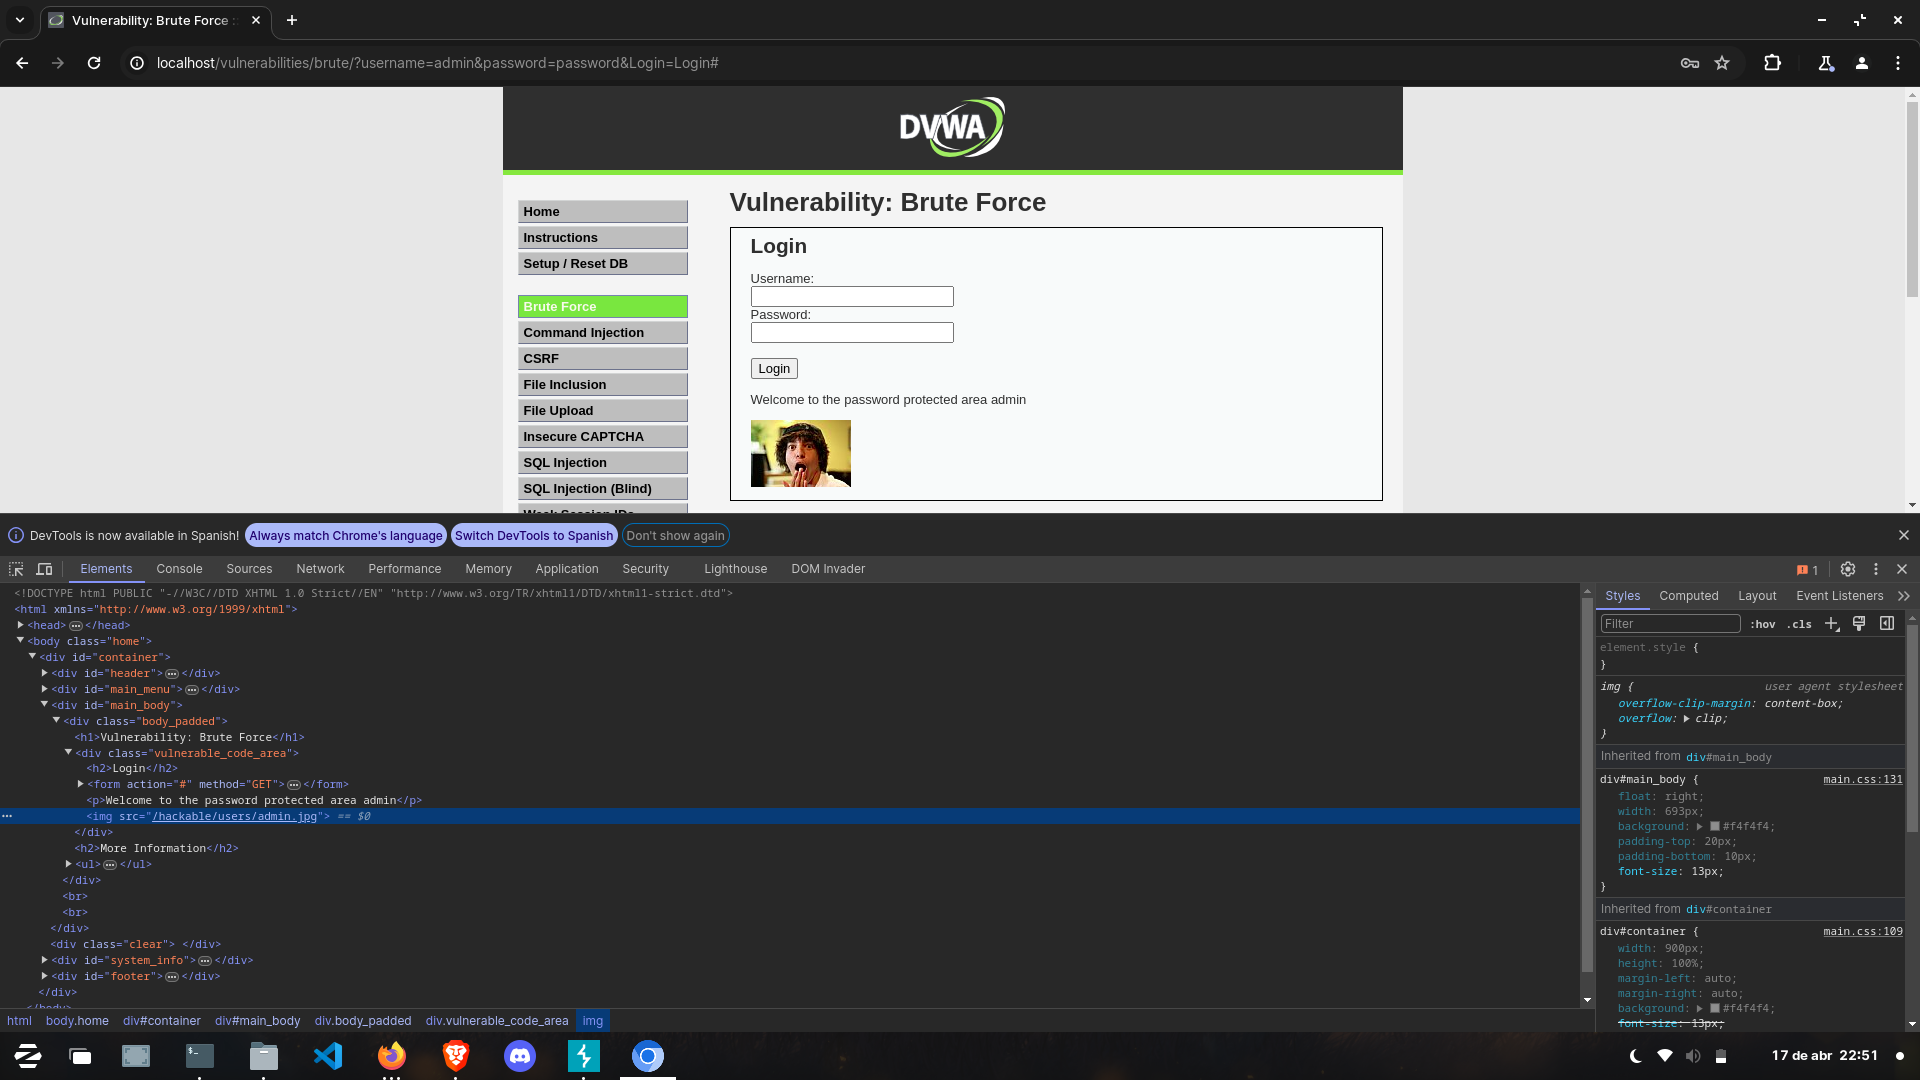 Vulnerability: Brute Force ::
localhost/vulnerabilities/brute/?username=admin&password=password&Login=Login#
DVWA
Home
Instructions
Setup / Reset DB
Brute Force
Command Injection
CSRF
File Inclusion
File Upload
Insecure CAPTCHA
SQL Injection
SQL Injection (Blind)
Weak Session IDs
Vulnerability: Brute Force
Login
Username:
Password:
Login
Welcome to the password protected area admin
DevTools is now available in Spanish! Always match Chrome's language Switch DevTools to Spanish Don't show again
Elements Console Sources Network Performance Memory Application Security Lighthouse DOM Invader 1
<!DOCTYPE html PUBLIC "-//W3C//DTD XHTML 1.0 Strict//EN" "http://www.w3.org/TR/xhtml1/DTD/xhtml1-strict.dtd">
<html xmlns="http://www.w3.org/1999/xhtml">
<head>…</head>
<body class="home">
<div id="container">
<div id="header">…</div>
<div id="main_menu">…</div>
<div id="main_body">
<div class="body_padded">
<h1>Vulnerability: Brute Force</h1>
<div class="vulnerable_code_area">
<h2>Login</h2>
<form action="#" method="GET">…</form>
<p>Welcome to the password protected area admin</p>
<img src="/hackable/users/admin.jpg"> == $0
</div>
<h2>More Information</h2>
<ul>…</ul>
</div>
<br>
<br>
</div>
<div class="clear"> </div>
<div id="system_info">…</div>
<div id="footer">…</div>
</div>
</body>
html body.home div#container div#main_body div.body_padded div.vulnerable_code_area img
Styles Computed Layout Event Listeners
Filter :hov .cls
element.style {
}
img { user agent stylesheet
overflow-clip-margin: content-box;
overflow: clip;
}
Inherited from div#main_body
div#main_body { main.css:131
float: right;
width: 693px;
background: #f4f4f4;
padding-top: 20px;
padding-bottom: 10px;
font-size: 13px;
}
Inherited from div#container
div#container { main.css:109
width: 900px;
height: 100%;
margin-left: auto;
margin-right: auto;
background: #f4f4f4;
font-size: 13px;
17 de abr 22:51